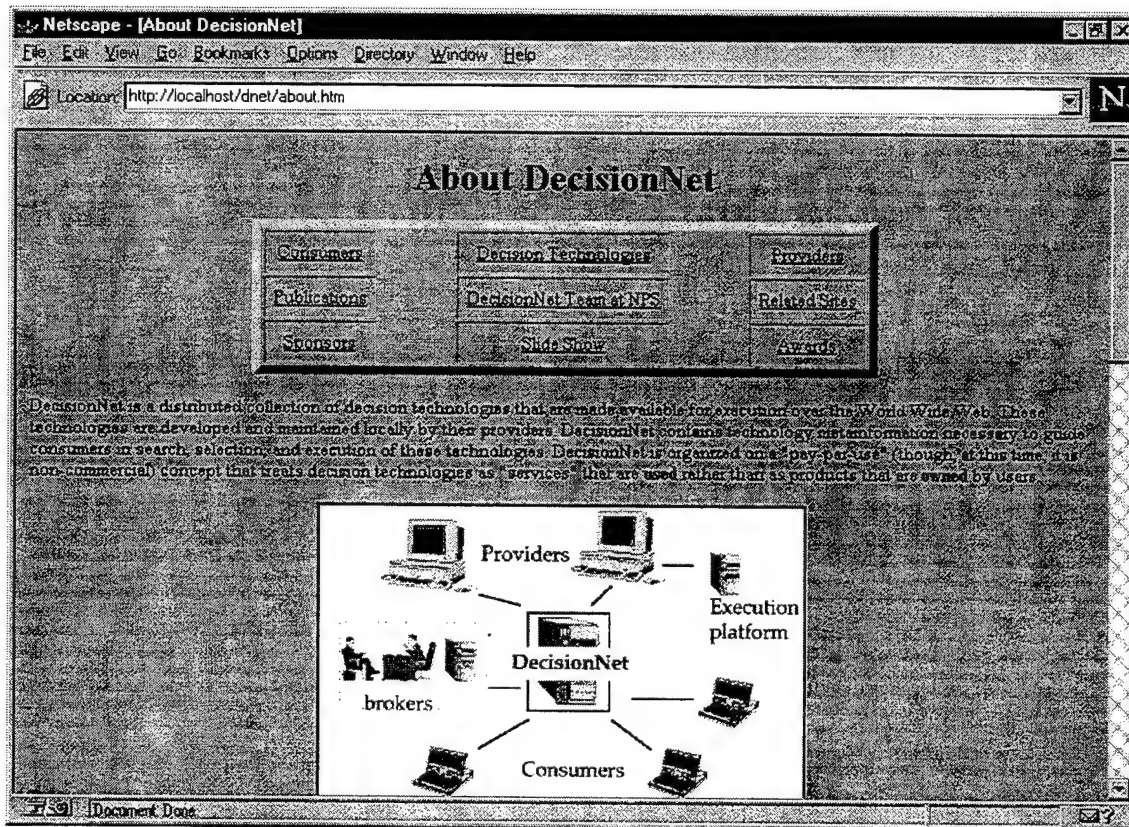 Netscape - [About DecisionNet]
File Edit View Go Bookmarks Options Directory Window Help
Location: http://localhost/dnet/about.htm
N
About DecisionNet
Consumers Decision Technologies Providers
Publications DecisionNet Team at NPS Related Sites
Sponsors Slide Show Awards
DecisionNet is a distributed collection of decision technologies that are made available for execution over the World Wide Web. These
technologies are developed and maintained locally by their providers. DecisionNet contains technology metainformation necessary to guide
consumers in search, selection, and execution of these technologies. DecisionNet is organized on a "pay-per-use" (though, at this time, it is
non-commercial) concept that treats decision technologies as "services" that are used rather than as products that are owned by users.
Providers
Execution
platform
DecisionNet
brokers
Consumers
Document: Done